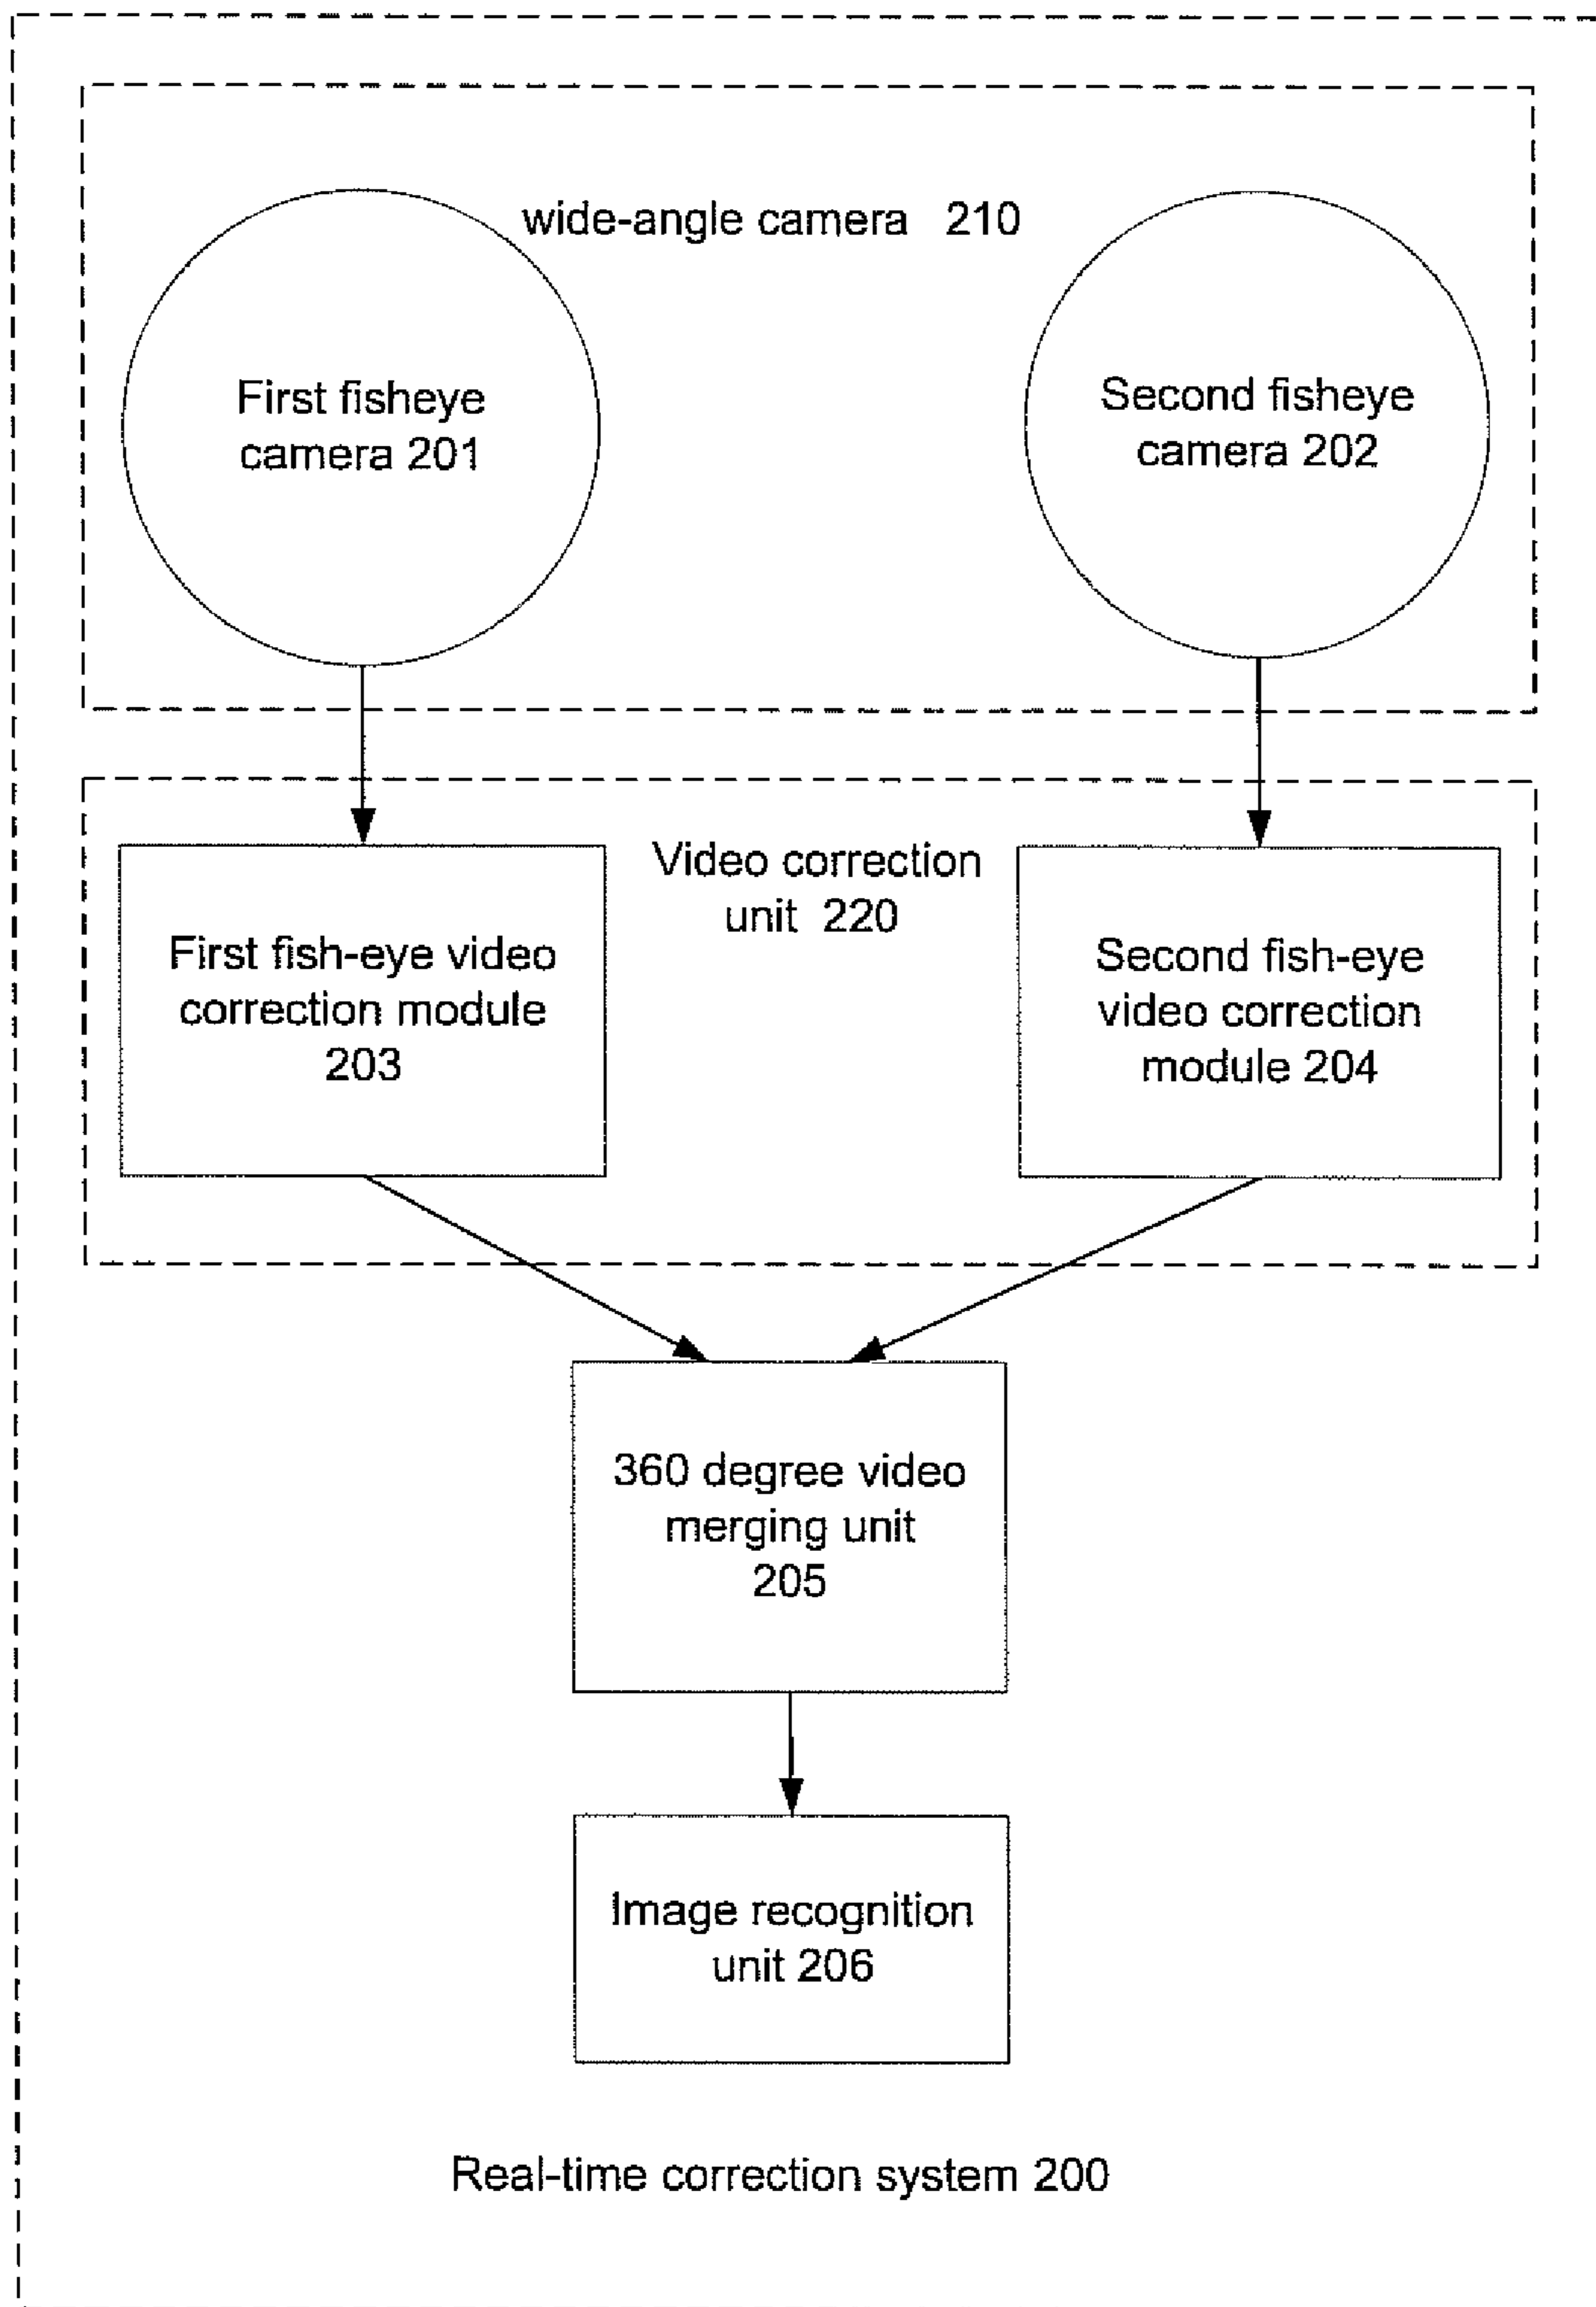 wide-angle camera 210
First fisheye
camera 201
Second fisheye
camera 202
Video correction
unit 220
First fish-eye video
correction module
203
Second fish-eye
video correction
module 204
360 degree video
merging unit
205
Image recognition
unit 206
Real-time correction system 200